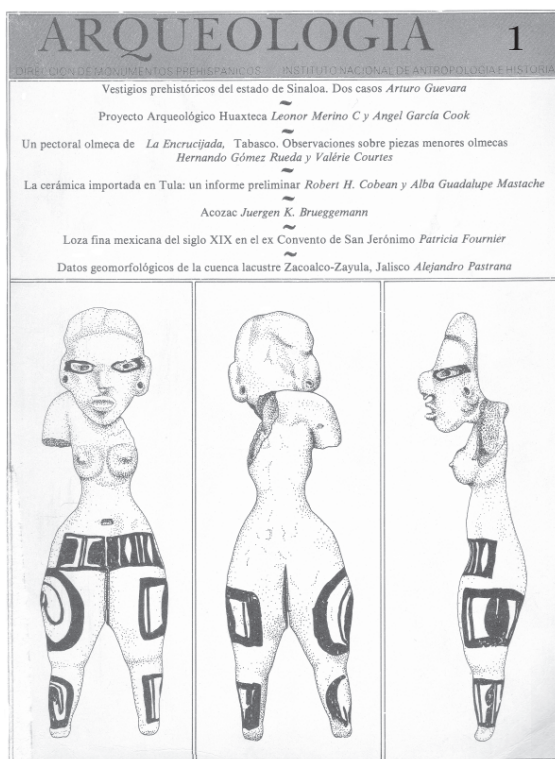 ARQUEOLOGIA 1
DIRECCION DE MONUMENTOS PREHISPANICOS INSTITUTO NACIONAL DE ANTROPOLOGIA E HISTORIA
Vestigios prehistóricos del estado de Sinaloa. Dos casos Arturo Guevara
Proyecto Arqueológico Huaxteca Leonor Merino C y Angel García Cook
Un pectoral olmeca de La Encrucijada, Tabasco. Observaciones sobre piezas menores olmecas
Hernando Gómez Rueda y Valérie Courtes
La cerámica importada en Tula: un informe preliminar Robert H. Cobean y Alba Guadalupe Mastache
Acozac Juergen K. Brueggemann
Loza fina mexicana del siglo XIX en el ex Convento de San Jerónimo Patricia Fournier
Datos geomorfológicos de la cuenca lacustre Zacoalco-Zayula, Jalisco Alejandro Pastrana